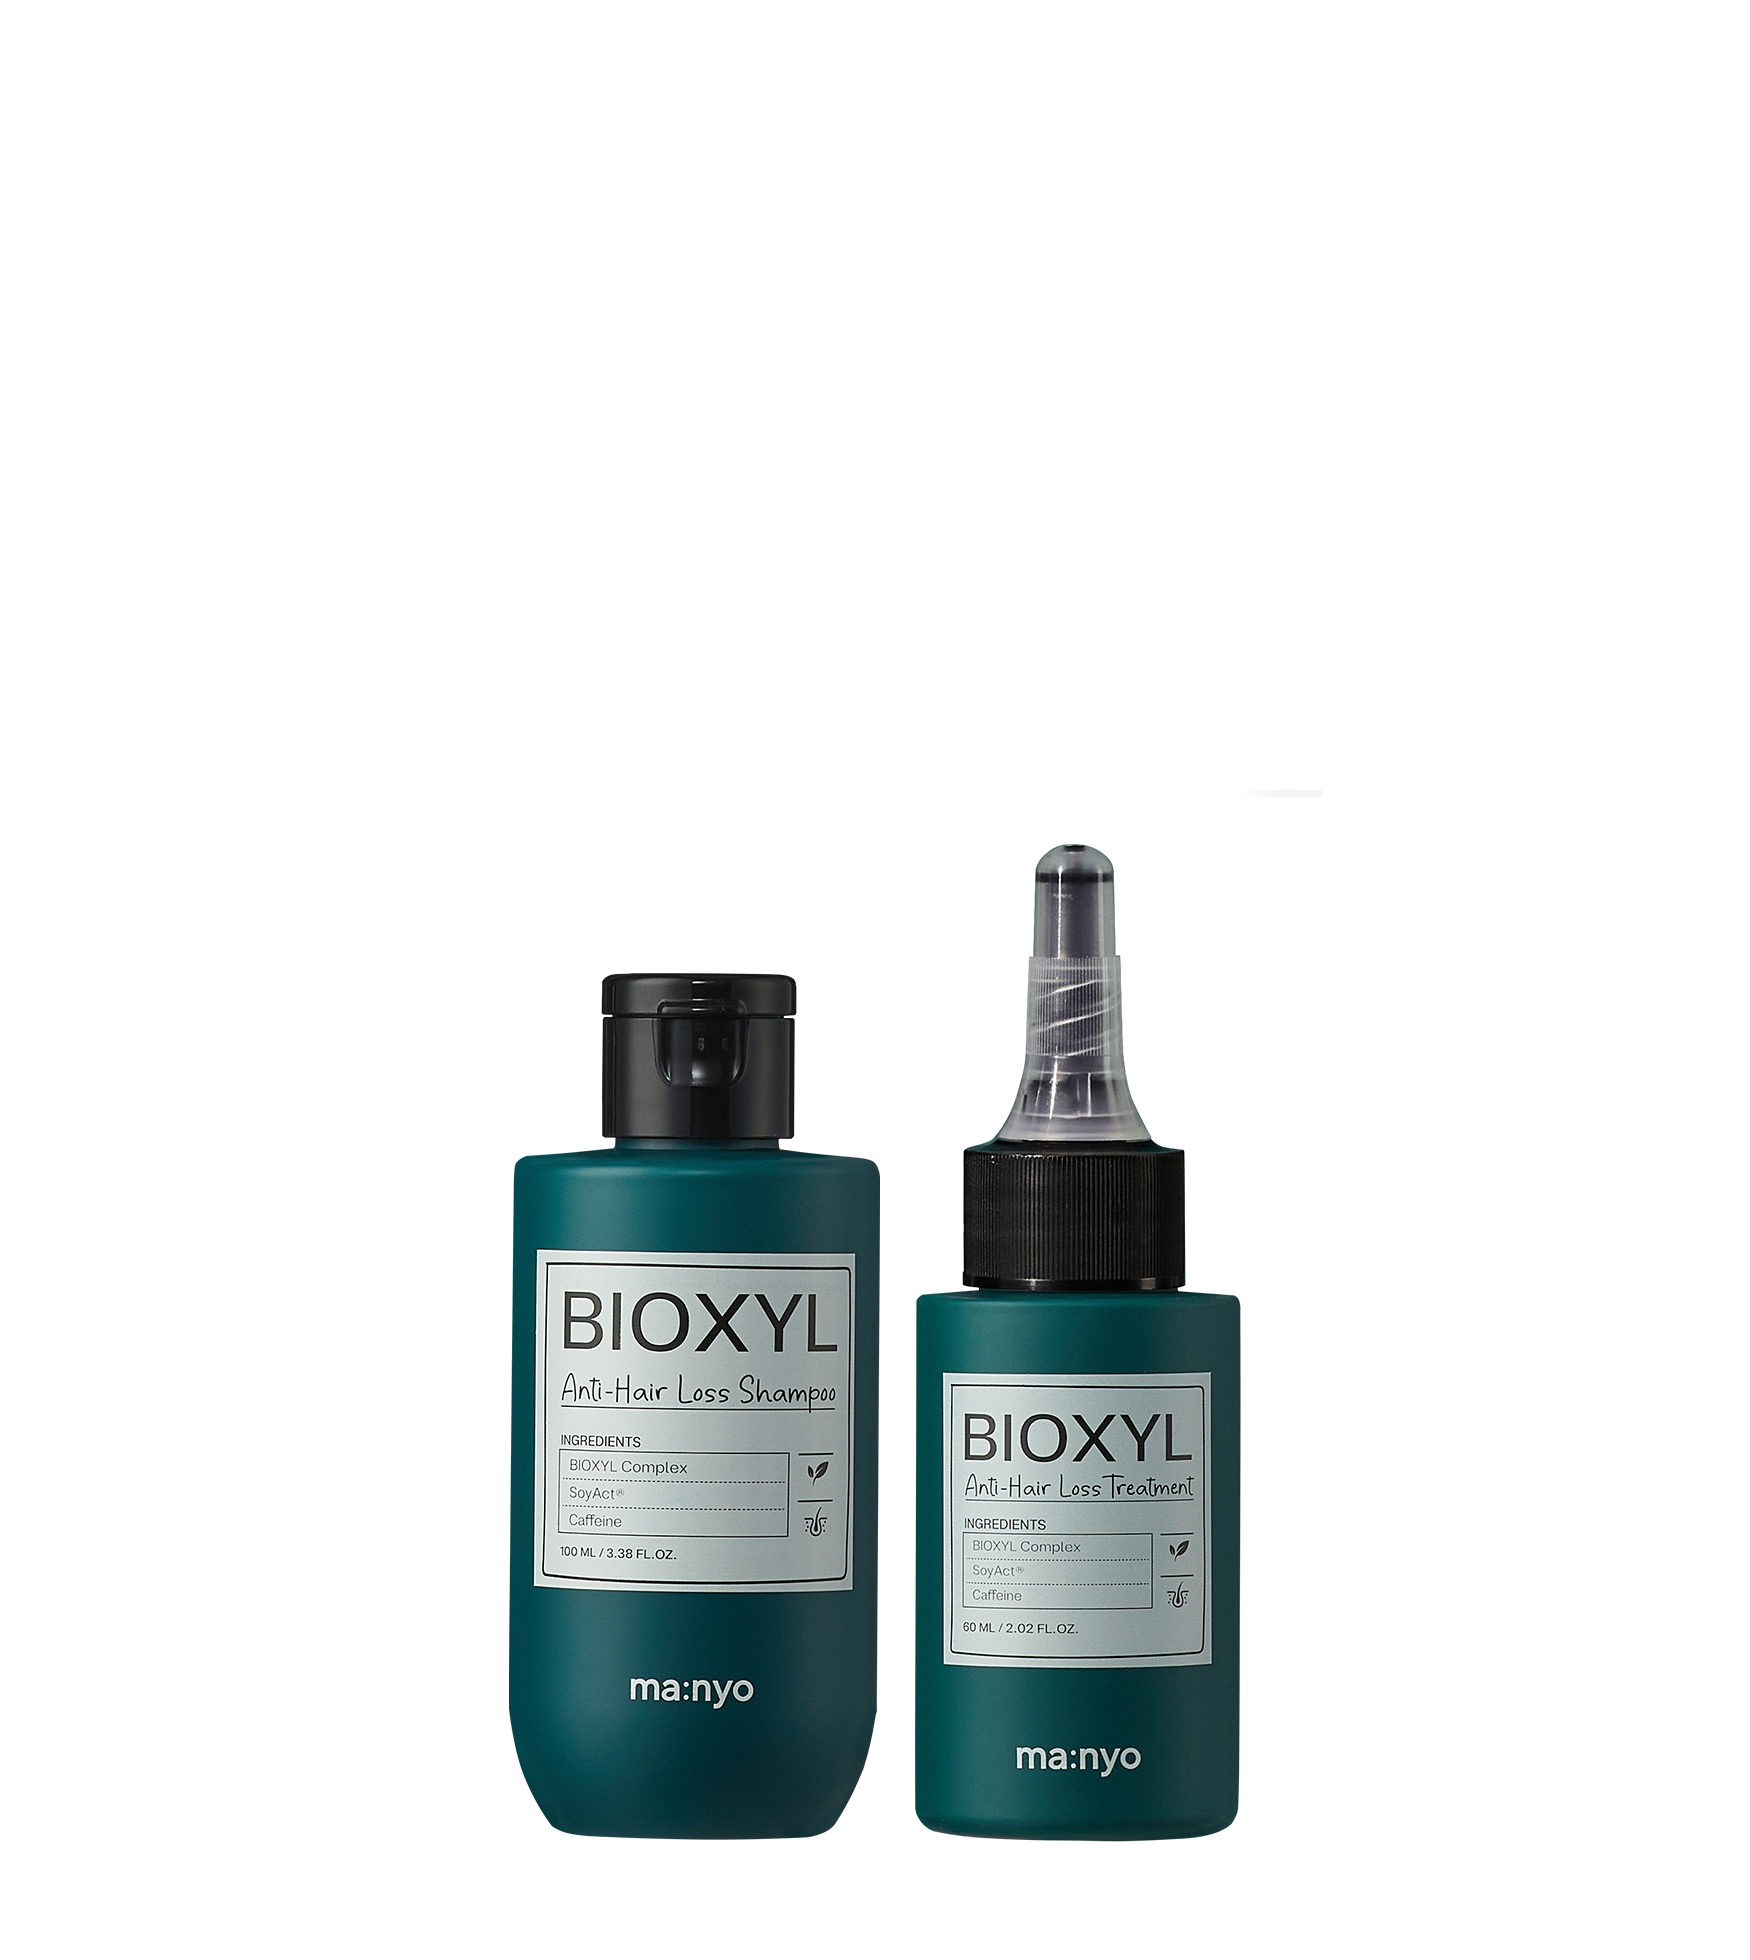 BIOXYL
Anti-Hair Loss Shampoo
INGREDIENTS
BIOXYL Complex
SoyAct®
Caffeine
100 ML / 3.38 FL.OZ.
ma:nyo
BIOXYL
Anti-Hair Loss Treatment
INGREDIENTS
BIOXYL Complex
SoyAct®
Caffeine
60 ML / 2.02 FL.OZ.
ma:nyo